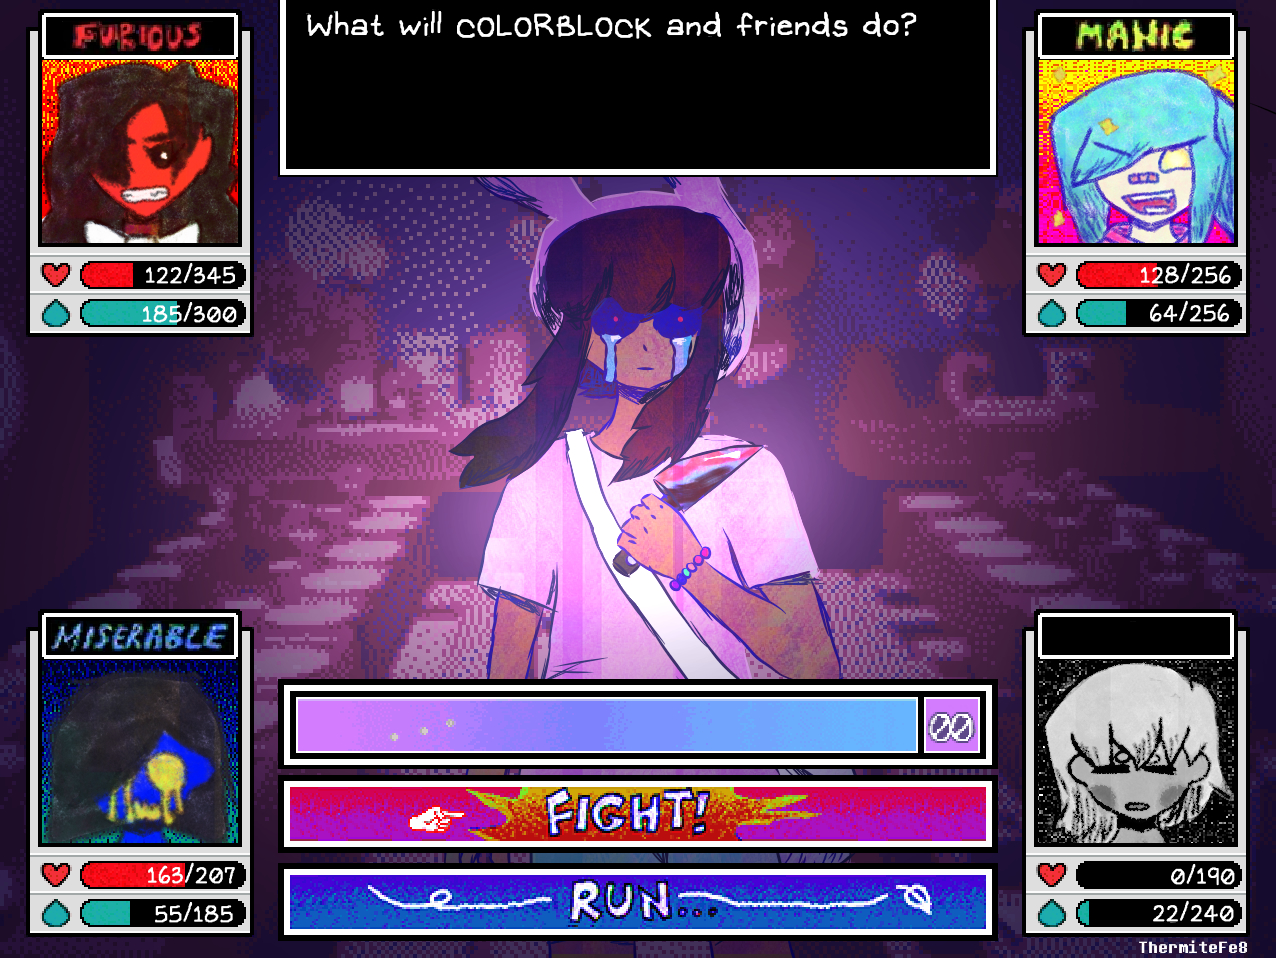 What will COLORBLOCK and friends do?
FURIOUS
122/345
185/300
MANIC
128/256
64/256
MISERABLE
163/207
55/185
00
FIGHT!
RUN...
0/190
22/240
ThermiteFe8